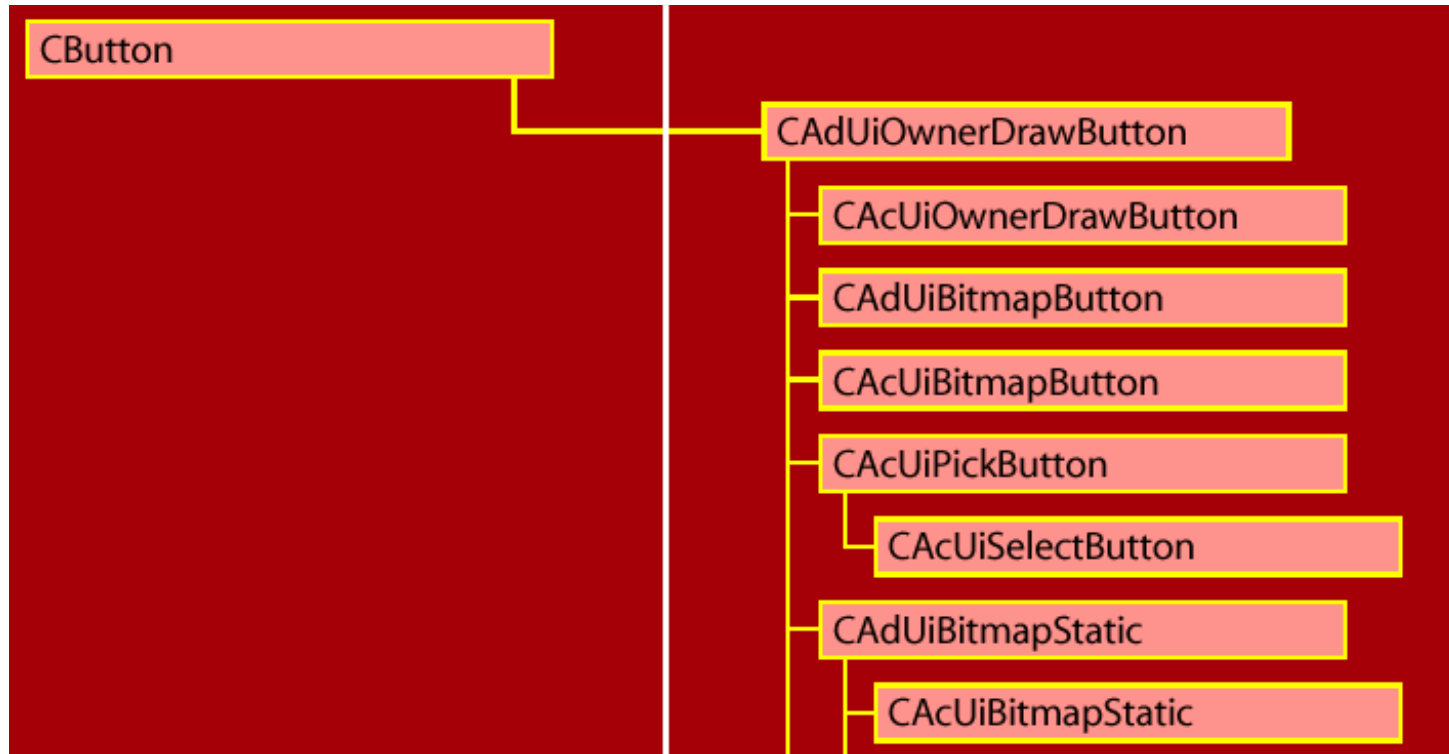 CButton
CAdUiOwnerDrawButton
CAcUiOwnerDrawButton
CAdUiBitmapButton
CAcUiBitmapButton
CAcUiPickButton
CAcUiSelectButton
CAdUiBitmapStatic
CAcUiBitmapStatic